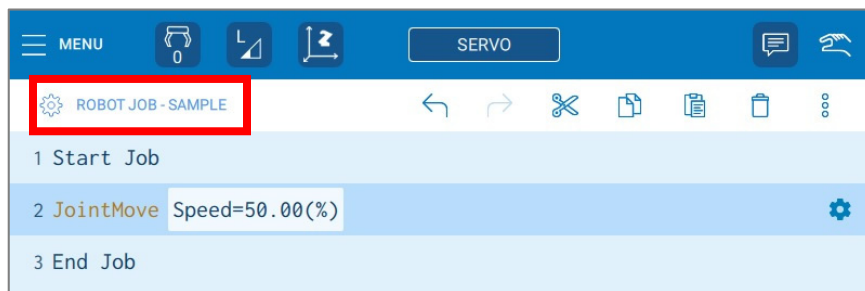 MENU
0
L
Z
SERVO
ROBOT JOB - SAMPLE
1 Start Job
2 JointMove Speed=50.00(%)
3 End Job